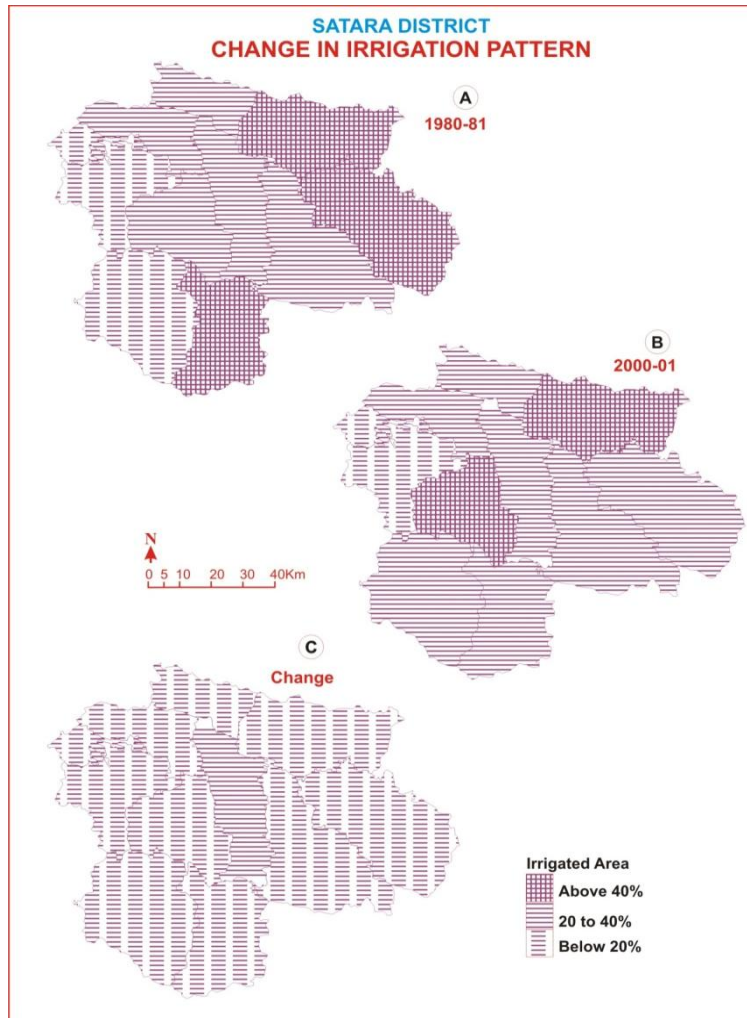 SATARA DISTRICT
CHANGE IN IRRIGATION PATTERN
A
1980-81
B
2000-01
N
0 5 10 20 30 40Km
C
Change
Irrigated Area
Above 40%
20 to 40%
Below 20%